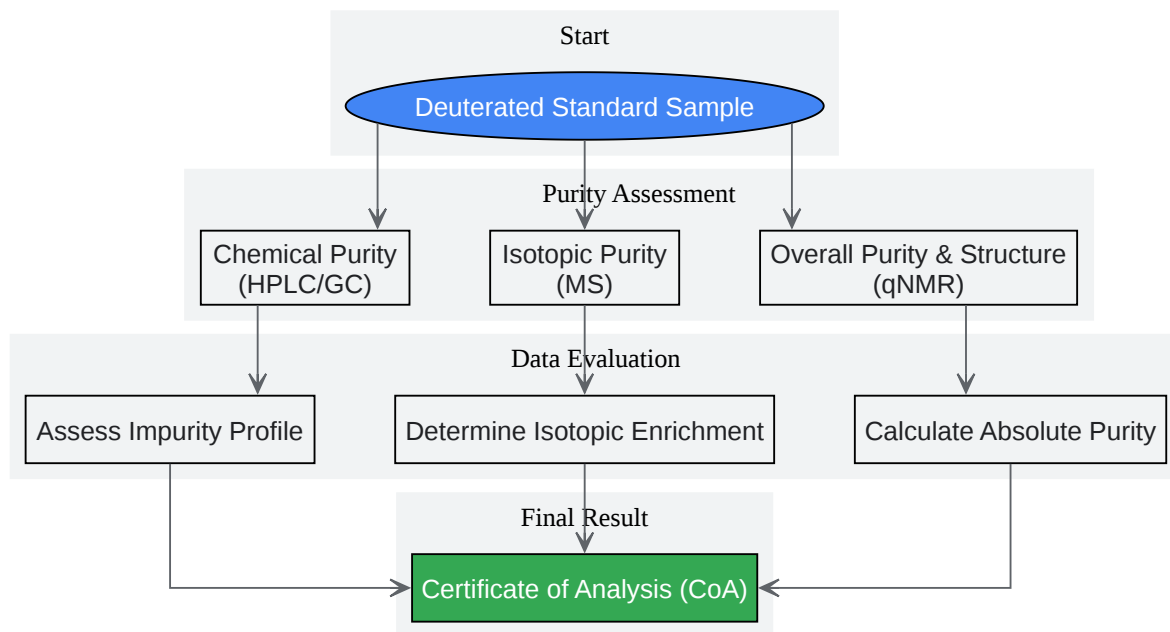 Start
Deuterated Standard Sample
Purity Assessment
Chemical Purity
(HPLC/GC)
Isotopic Purity
(MS)
Overall Purity & Structure
(qNMR)
Data Evaluation
Assess Impurity Profile
Determine Isotopic Enrichment
Calculate Absolute Purity
Final Result
Certificate of Analysis (CoA)